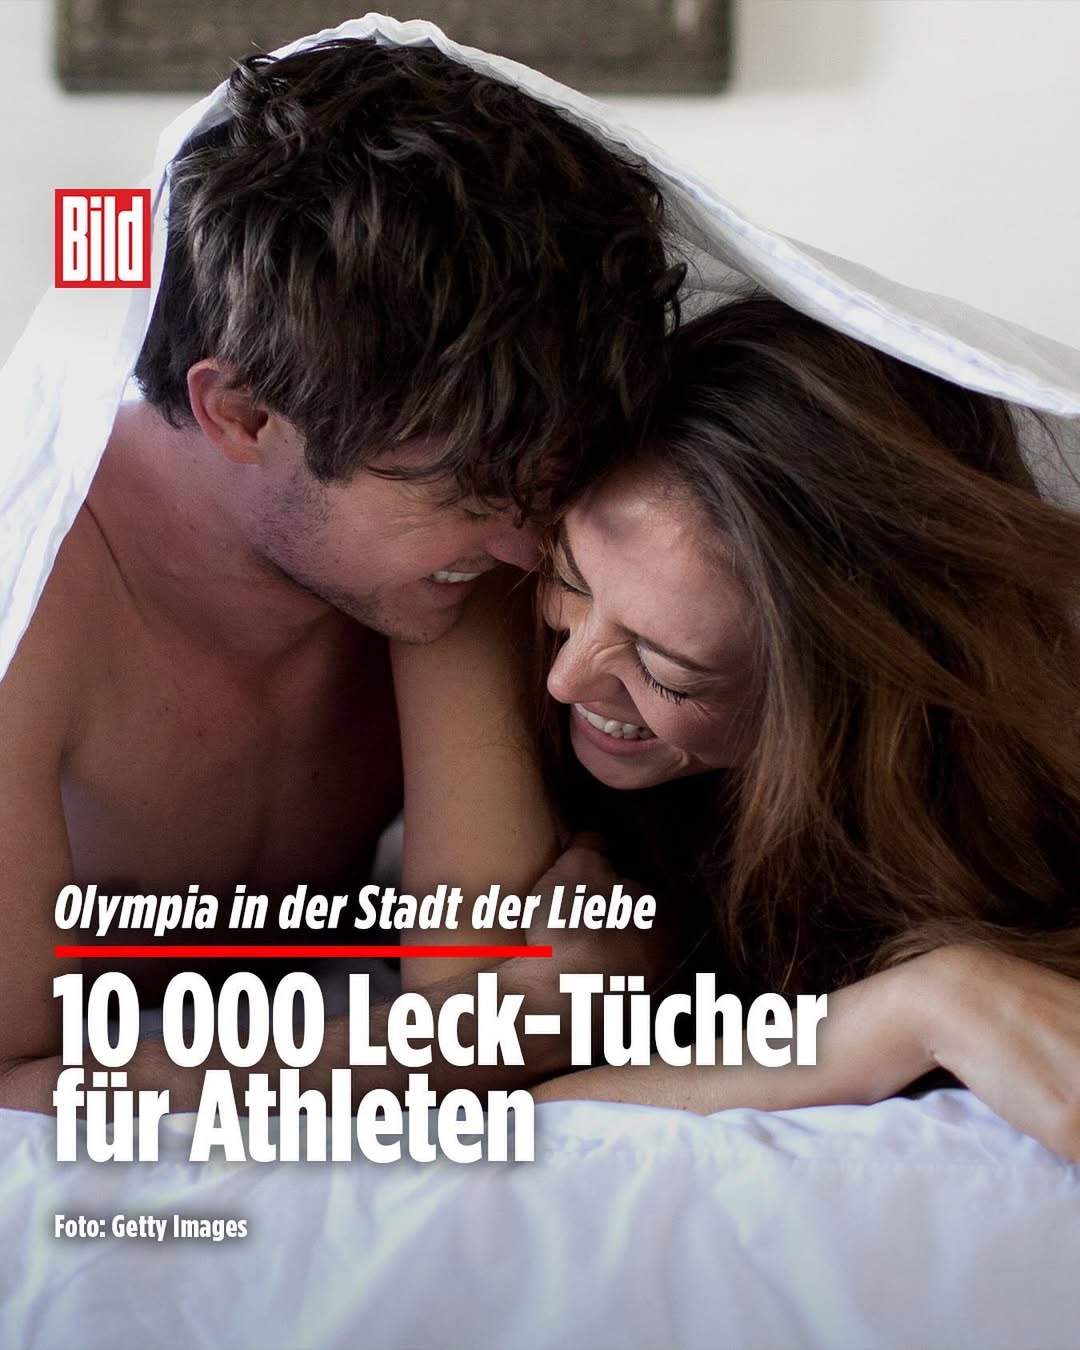 Bild
Olympia in der Stadt der Liebe
10 000 Leck-Tücher
für Athleten
Foto: Getty Images